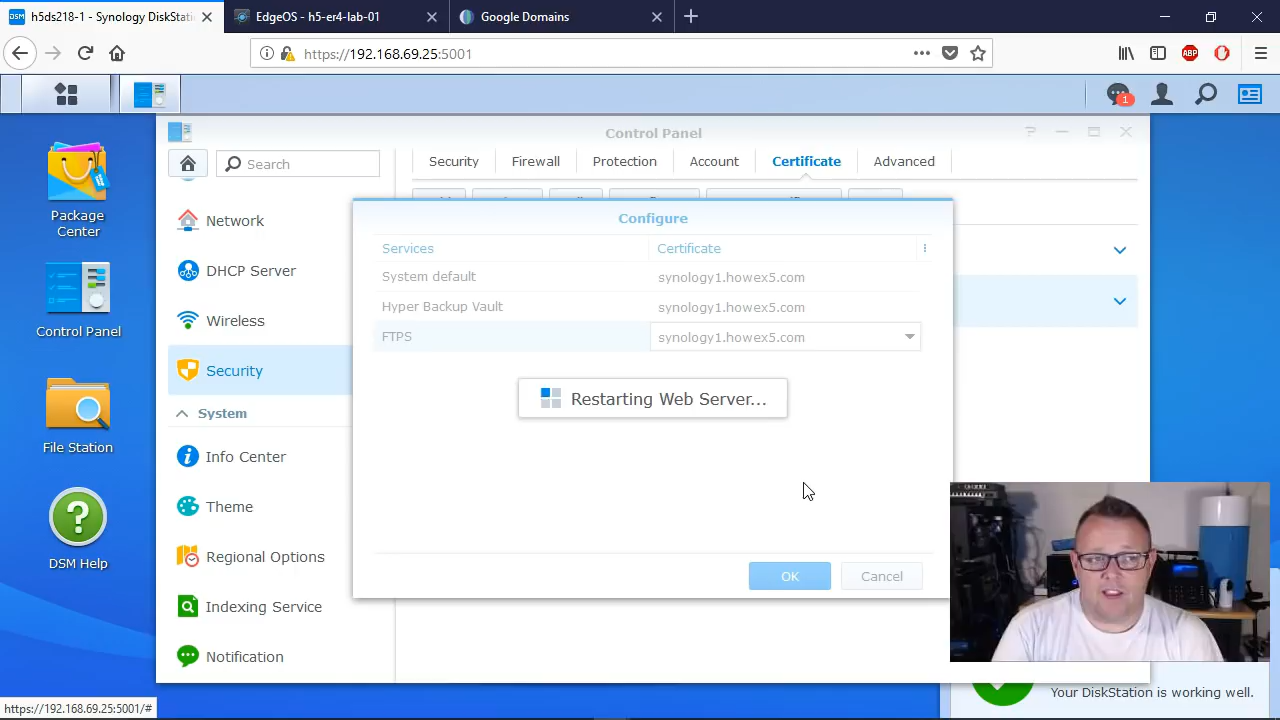 h5ds218-1 - Synology DiskStati
EdgeOS - h5-er4-lab-01
Google Domains
https://192.168.69.25:5001
ABP
1
Control Panel
Search
Security
Firewall
Protection
Account
Certificate
Advanced
Package Center
Control Panel
File Station
DSM Help
Network
DHCP Server
Wireless
Security
System
Info Center
Theme
Regional Options
Indexing Service
Notification
Configure
Services
Certificate
System default
synology1.howex5.com
Hyper Backup Vault
synology1.howex5.com
FTPS
synology1.howex5.com
Restarting Web Server...
OK
Cancel
Your DiskStation is working well.
https://192.168.69.25:5001/#